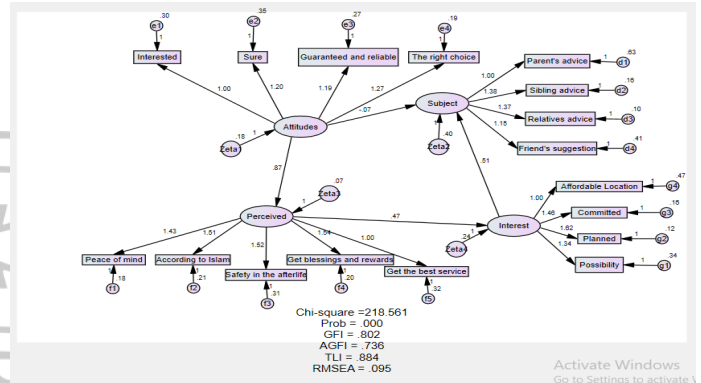 .30
.35
.27
.19
e1
e2
e3
e4
1
1
1
1
Interested
Sure
Guaranteed and reliable
The right choice
Parent's advice
1
.63
d1
1.00
Sibling advice
1
.16
d2
1.00
1.20
1.19
1.27
1.38
Subject
1.37
Relatives advice
1
.10
d3
-.07
1.15
.18
1
Attitudes
Zeta1
1
.40
Zeta2
Friend's suggestion
1
.41
d4
.87
.51
.07
Zeta3
1
Affordable Location
1
.47
g4
1.00
Perceived
.47
Interest
1.46
Committed
1
.16
g3
1.43
1.51
1.52
1.54
1.00
.24
1
Zeta4
1.62
1.34
Planned
1
.12
g2
Peace of mind
According to Islam
Get blessings and rewards
Possibility
1
.34
g1
Safety in the afterlife
Get the best service
1
.18
f1
1
.21
f2
1
.31
f3
1
.20
f4
1
.32
f5
Chi-square =218.561
Prob = .000
GFI = .802
AGFI = .736
TLI = .884
RMSEA = .095
Activate Windows
Go to Settings to activate